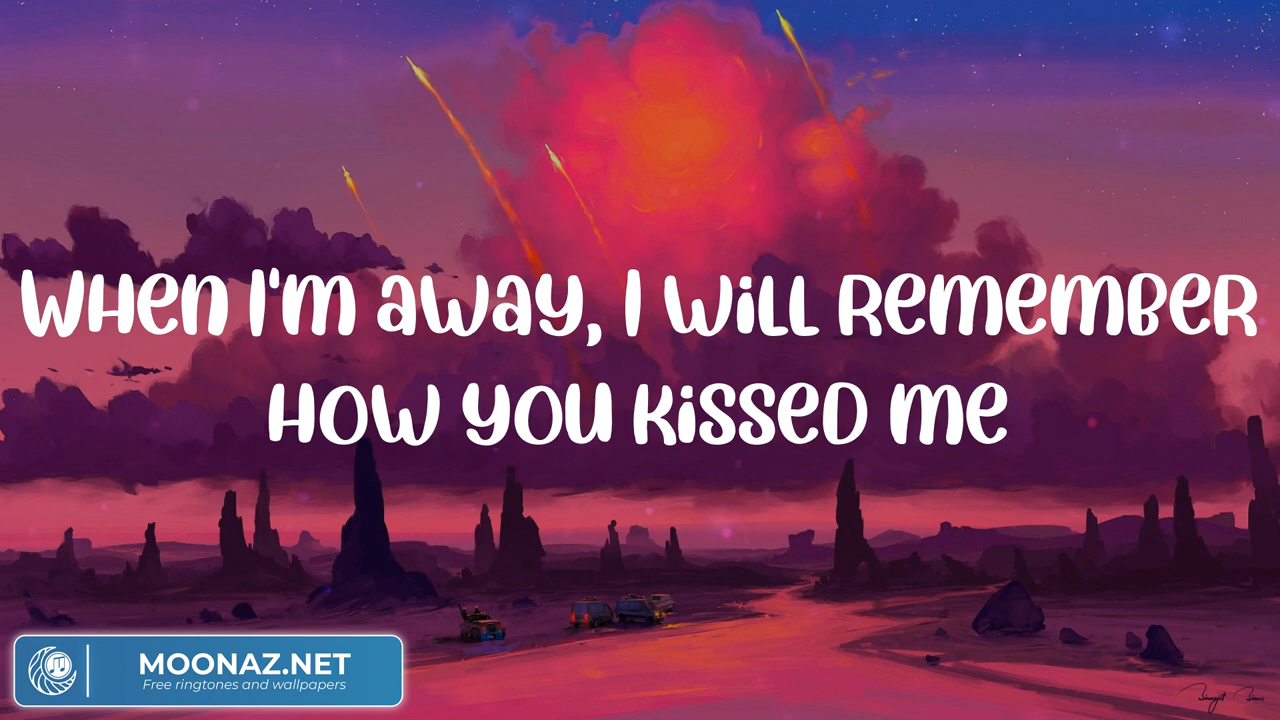 When I'm away, I will remember
how you kissed me
MOONAZ.NET
Free ringtones and wallpapers